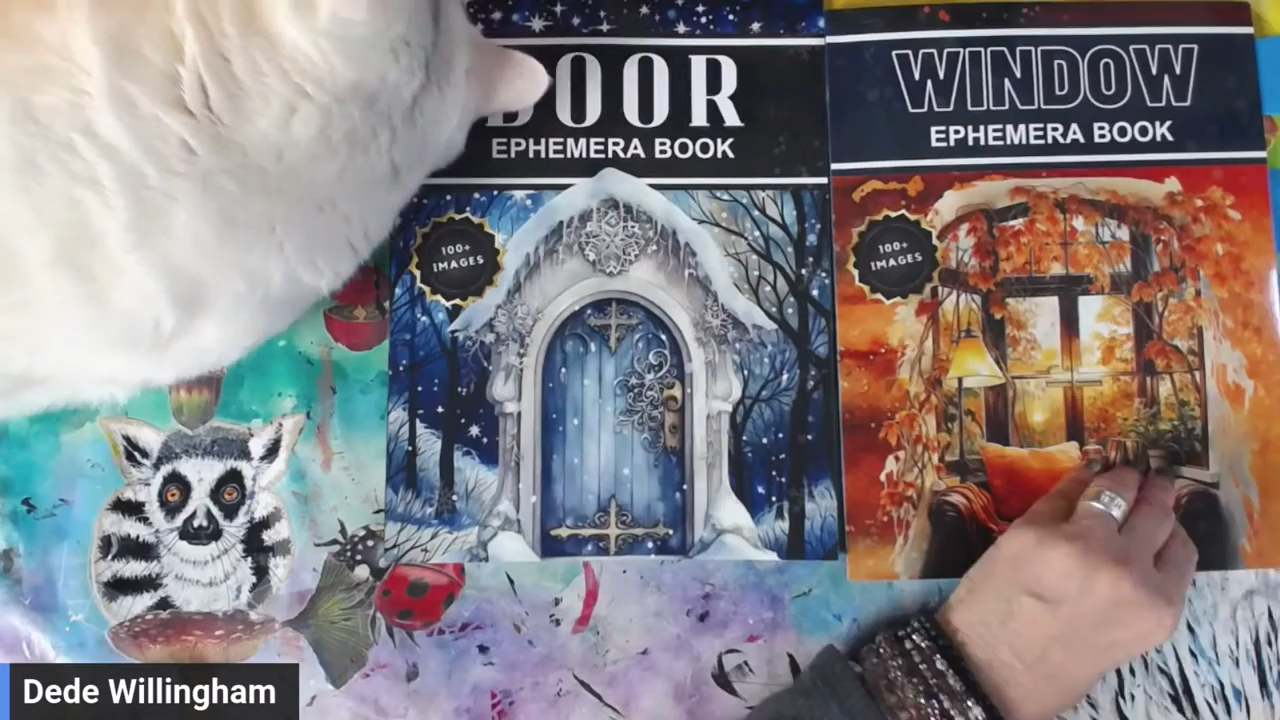 DOOR
EPHEMERA BOOK
100+
IMAGES
WINDOW
EPHEMERA BOOK
100+
IMAGES
Dede Willingham